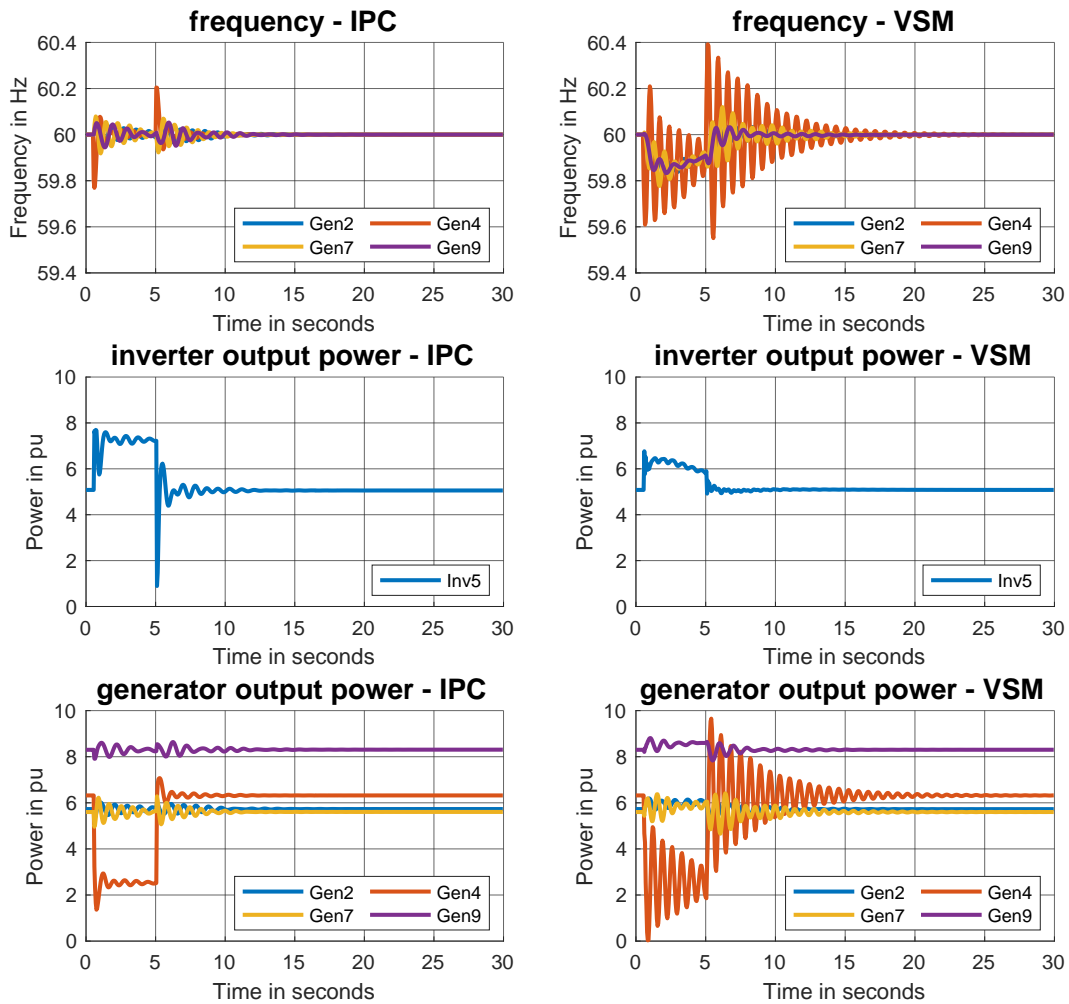 frequency - IPC
60.4
60.2
60
59.8
59.6
59.4
Frequency in Hz
Gen2 Gen4
Gen7 Gen9
0 5 10 15 20 25 30
Time in seconds
frequency - VSM
60.4
60.2
60
59.8
59.6
59.4
Frequency in Hz
Gen2 Gen4
Gen7 Gen9
0 5 10 15 20 25 30
Time in seconds
inverter output power - IPC
10
8
6
4
2
0
Power in pu
Inv5
0 5 10 15 20 25 30
Time in seconds
inverter output power - VSM
10
8
6
4
2
0
Power in pu
Inv5
0 5 10 15 20 25 30
Time in seconds
generator output power - IPC
10
8
6
4
2
0
Power in pu
Gen2 Gen4
Gen7 Gen9
0 5 10 15 20 25 30
Time in seconds
generator output power - VSM
10
8
6
4
2
0
Power in pu
Gen2 Gen4
Gen7 Gen9
0 5 10 15 20 25 30
Time in seconds